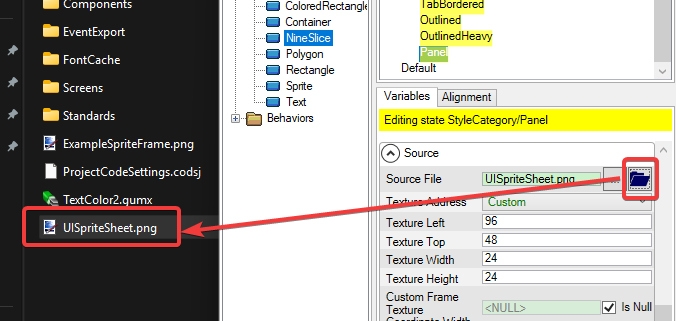 Components
EventExport
FontCache
Screens
Standards
ExampleSpriteFrame.png
ProjectCodeSettings.codsj
TextColor2.gumx
UISpriteSheet.png
ColoredRectangle
Container
NineSlice
Polygon
Rectangle
Sprite
Text
Behaviors
TabBordered
Outlined
OutlinedHeavy
Panel
Default
Variables Alignment
Editing state StyleCategory/Panel
Source
Source File UISpriteSheet.png ...
Texture Address Custom
Texture Left 96
Texture Top 48
Texture Width 24
Texture Height 24
Custom Frame <NULL> Is Null
Texture
Coordinate Width